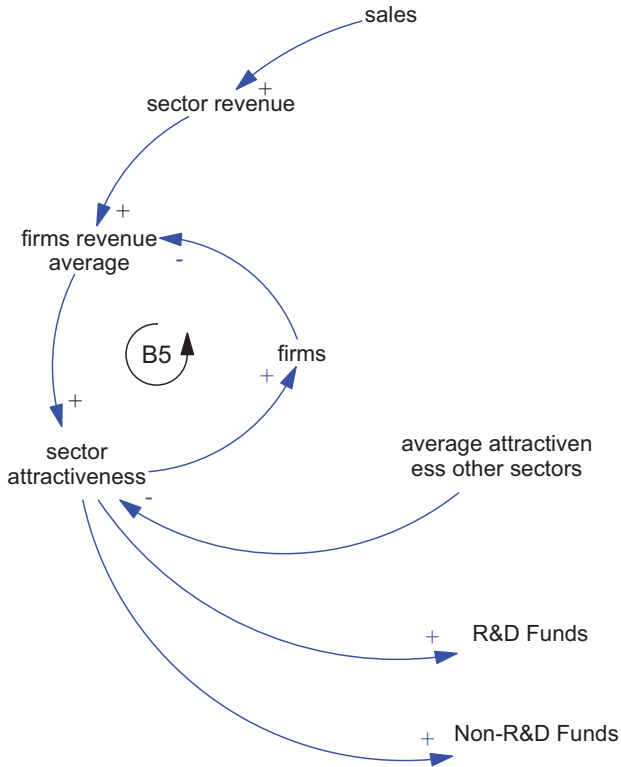 sales
+
sector revenue
+
firms revenue
average
-
B5
firms
+
+
sector
attractiveness
-
average attractiven
ess other sectors
+
R&D Funds
+
Non-R&D Funds